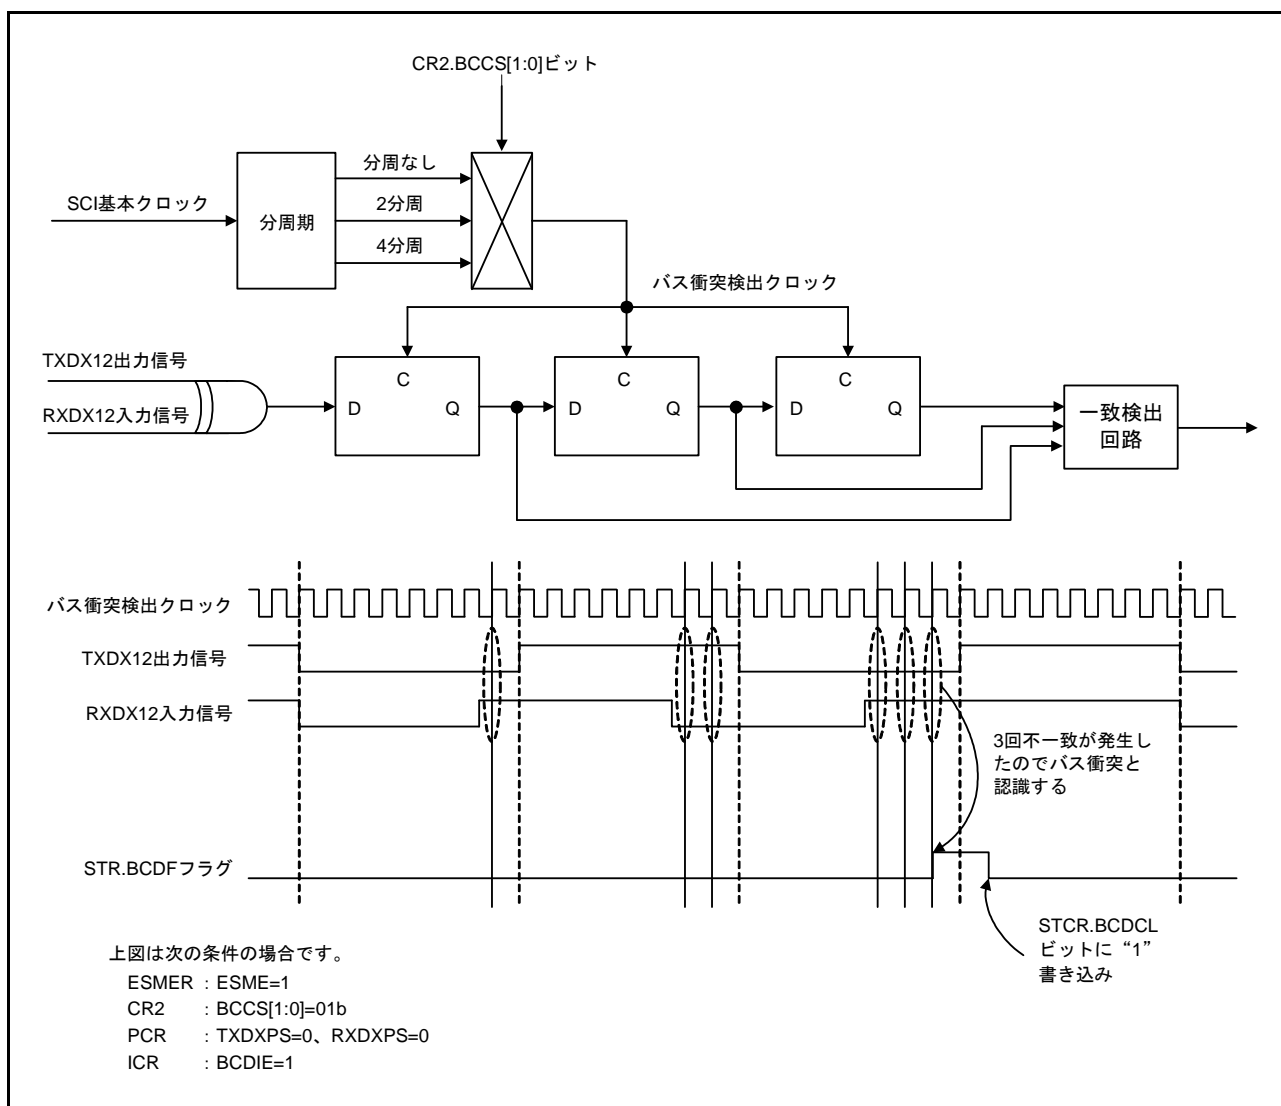 CR2.BCCS[1:0]ビット
分周なし
SCI基本クロック
2分周
分周期
4分周
バス衝突検出クロック
TXDX12出力信号
C
C
C
RXDX12入力信号
D
Q
D
Q
D
Q
一致検出
回路
バス衝突検出クロック
TXDX12出力信号
RXDX12入力信号
3回不一致が発生し
たのでバス衝突と
認識する
STR.BCDFフラグ
STCR.BCDCL
ビットに“1”
書き込み
上図は次の条件の場合です。
ESMER : ESME=1
CR2 : BCCS[1:0]=01b
PCR : TXDXPS=0、RXDXPS=0
ICR : BCDIE=1